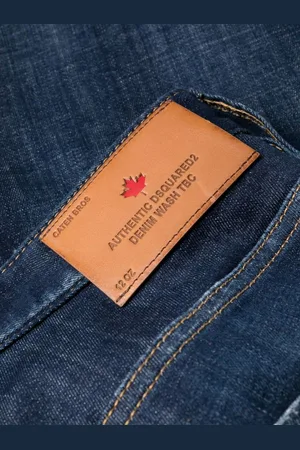 CATEN BROS
AUTHENTIC DSQUARED2
DENIM WASH TBC
12 OZ